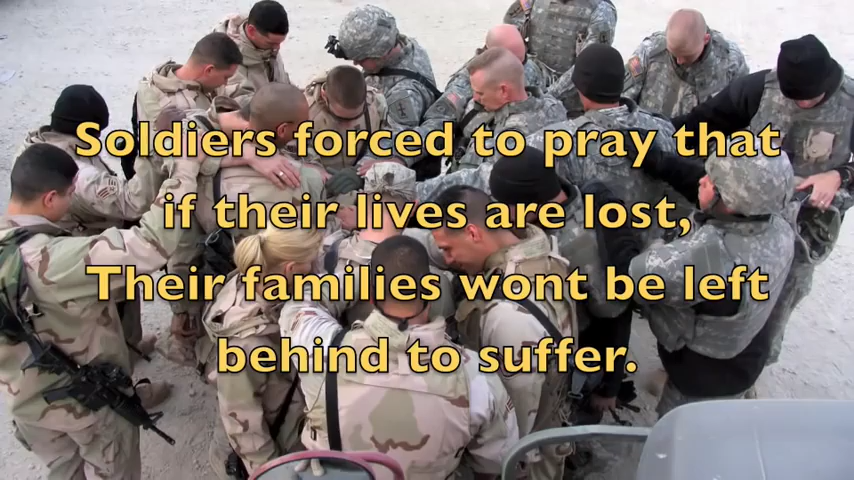 Soldiers forced to pray that
if their lives are lost,
Their families wont be left
behind to suffer.